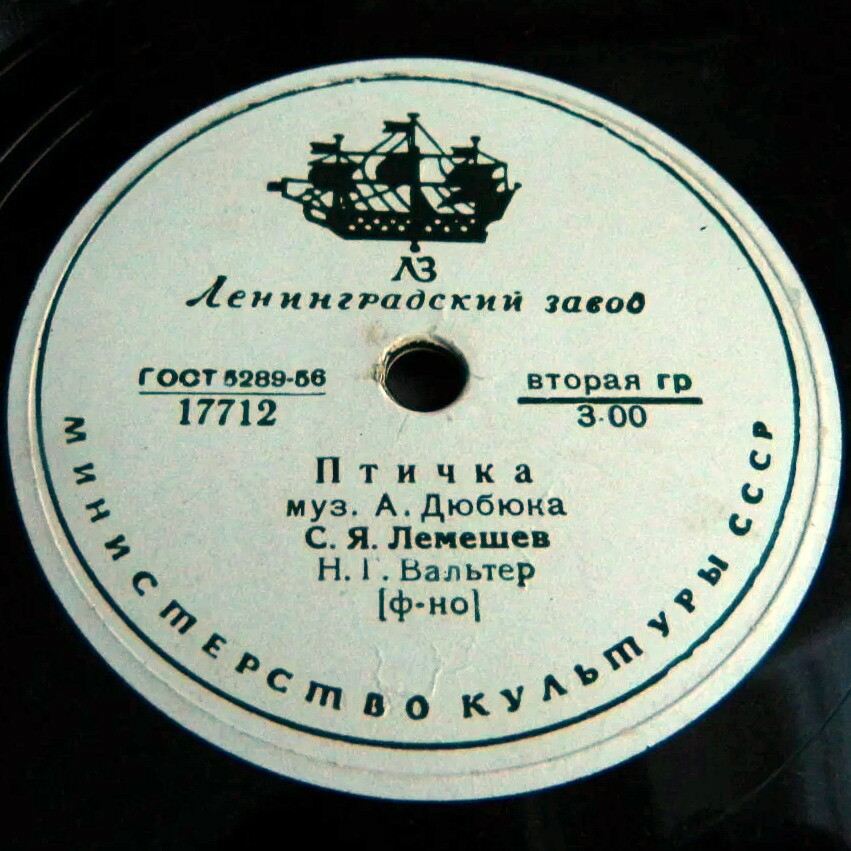 ЛЗ
Ленинградский завод
ГОСТ 5289-56
17712
вторая гр
3-00
Птичка
муз. А. Дюбюка
С. Я. Лемешев
Н. Г. Вальтер
[ф-но]
МИНИСТЕРСТВО КУЛЬТУРЫ СССР